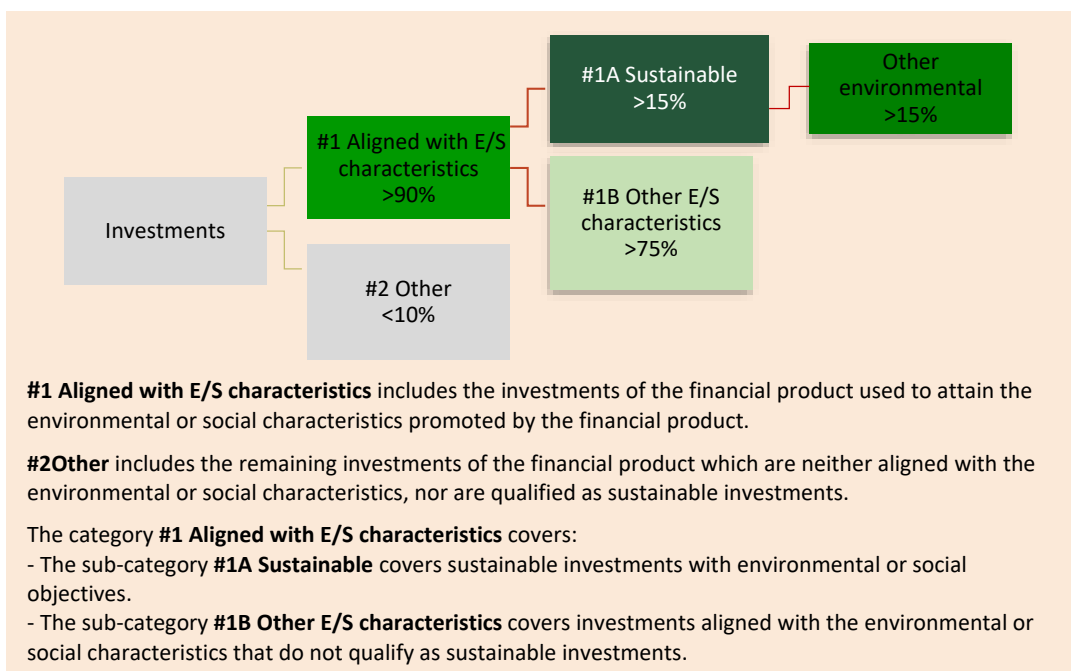 #1A Sustainable
>15%
Other
environmental
>15%
#1 Aligned with E/S
characteristics
>90%
#1B Other E/S
characteristics
>75%
Investments
#2 Other
<10%
#1 Aligned with E/S characteristics includes the investments of the financial product used to attain the
environmental or social characteristics promoted by the financial product.
#2Other includes the remaining investments of the financial product which are neither aligned with the
environmental or social characteristics, nor are qualified as sustainable investments.
The category #1 Aligned with E/S characteristics covers:
- The sub-category #1A Sustainable covers sustainable investments with environmental or social
objectives.
- The sub-category #1B Other E/S characteristics covers investments aligned with the environmental or
social characteristics that do not qualify as sustainable investments.